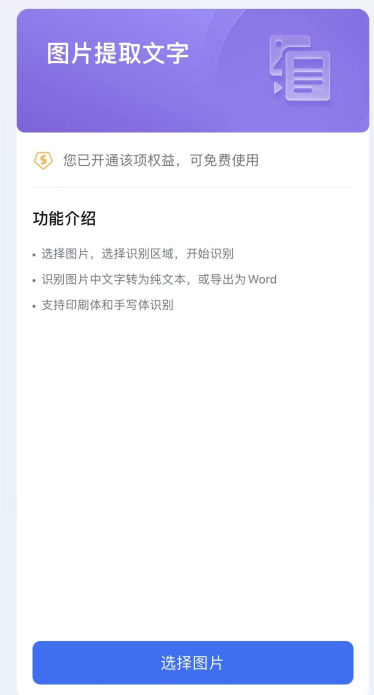 图片提取文字
您已开通该项权益，可免费使用
功能介绍
• 选择图片，选择识别区域，开始识别
• 识别图片中文字转为纯文本，或导出为 Word
• 支持印刷体和手写体识别
选择图片